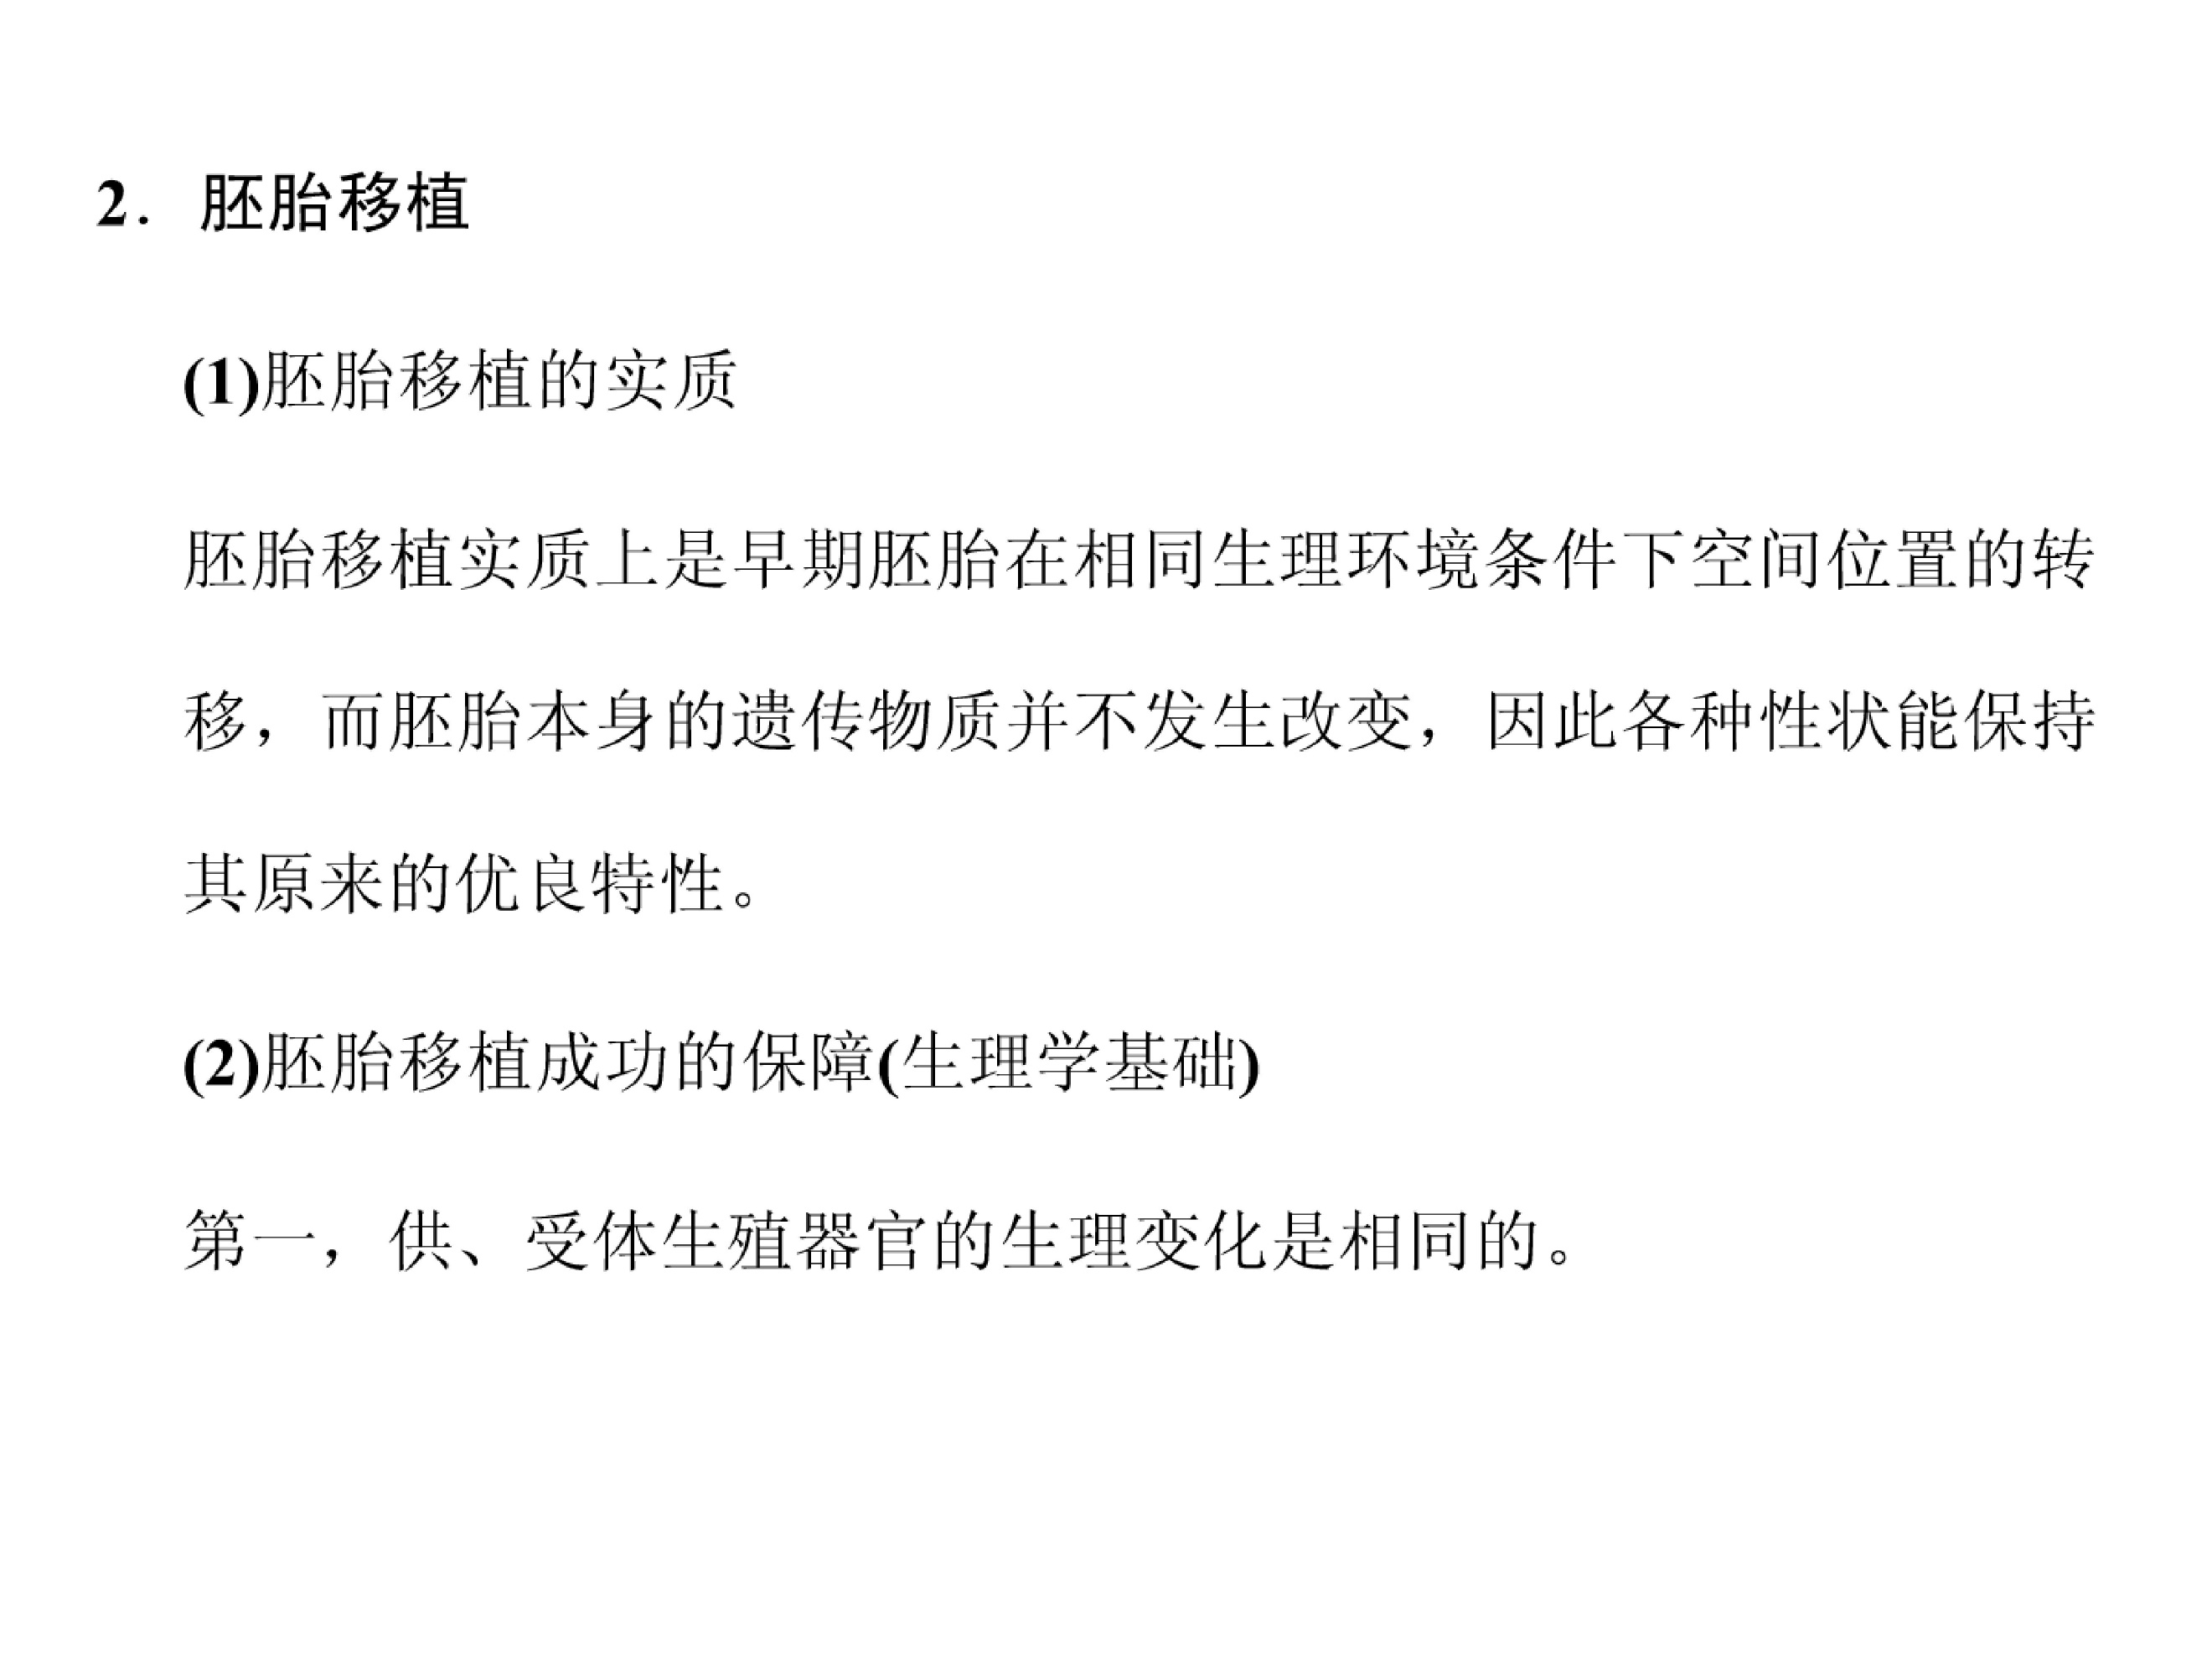 2．胚胎移植
(1)胚胎移植的实质
胚胎移植实质上是早期胚胎在相同生理环境条件下空间位置的转
移，而胚胎本身的遗传物质并不发生改变，因此各种性状能保持
其原来的优良特性。
(2)胚胎移植成功的保障(生理学基础)
第一，供、受体生殖器官的生理变化是相同的。